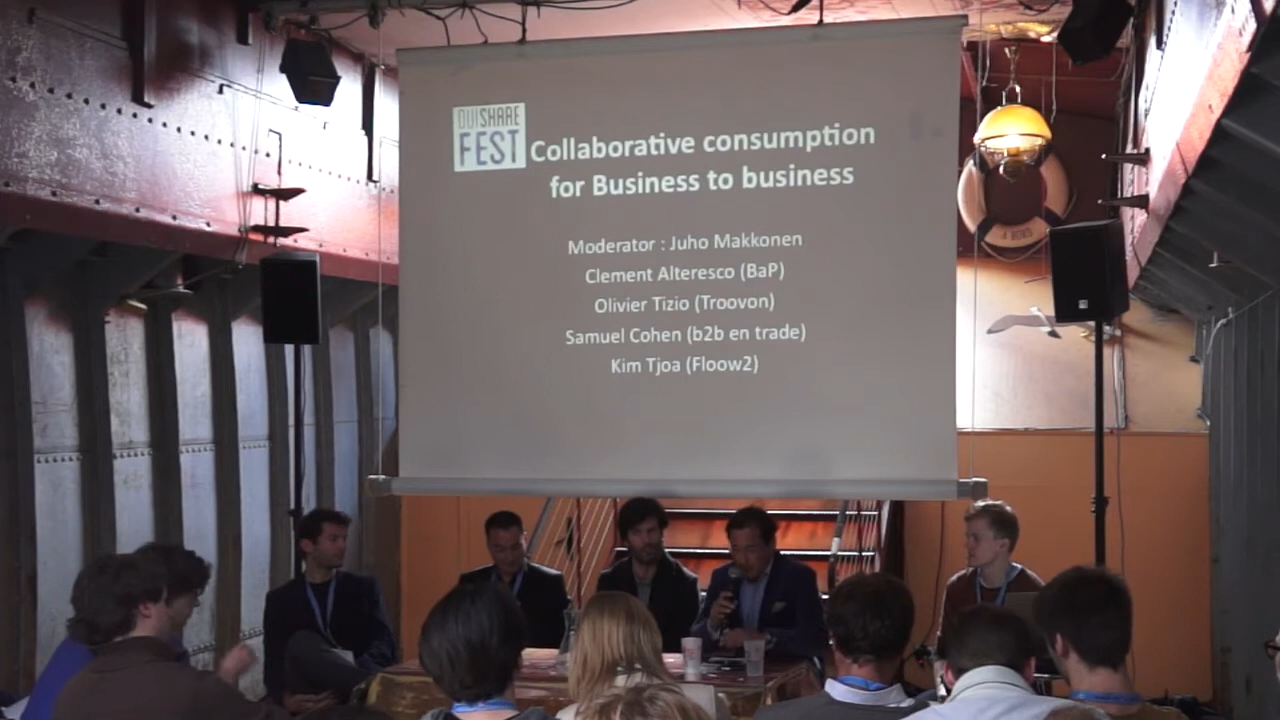 OUISHARE
FEST
Collaborative consumption
for Business to business
Moderator : Juho Makkonen
Clement Alteresco (BaP)
Olivier Tizio (Troovon)
Samuel Cohen (b2b en trade)
Kim Tjoa (Floow2)
A BORD